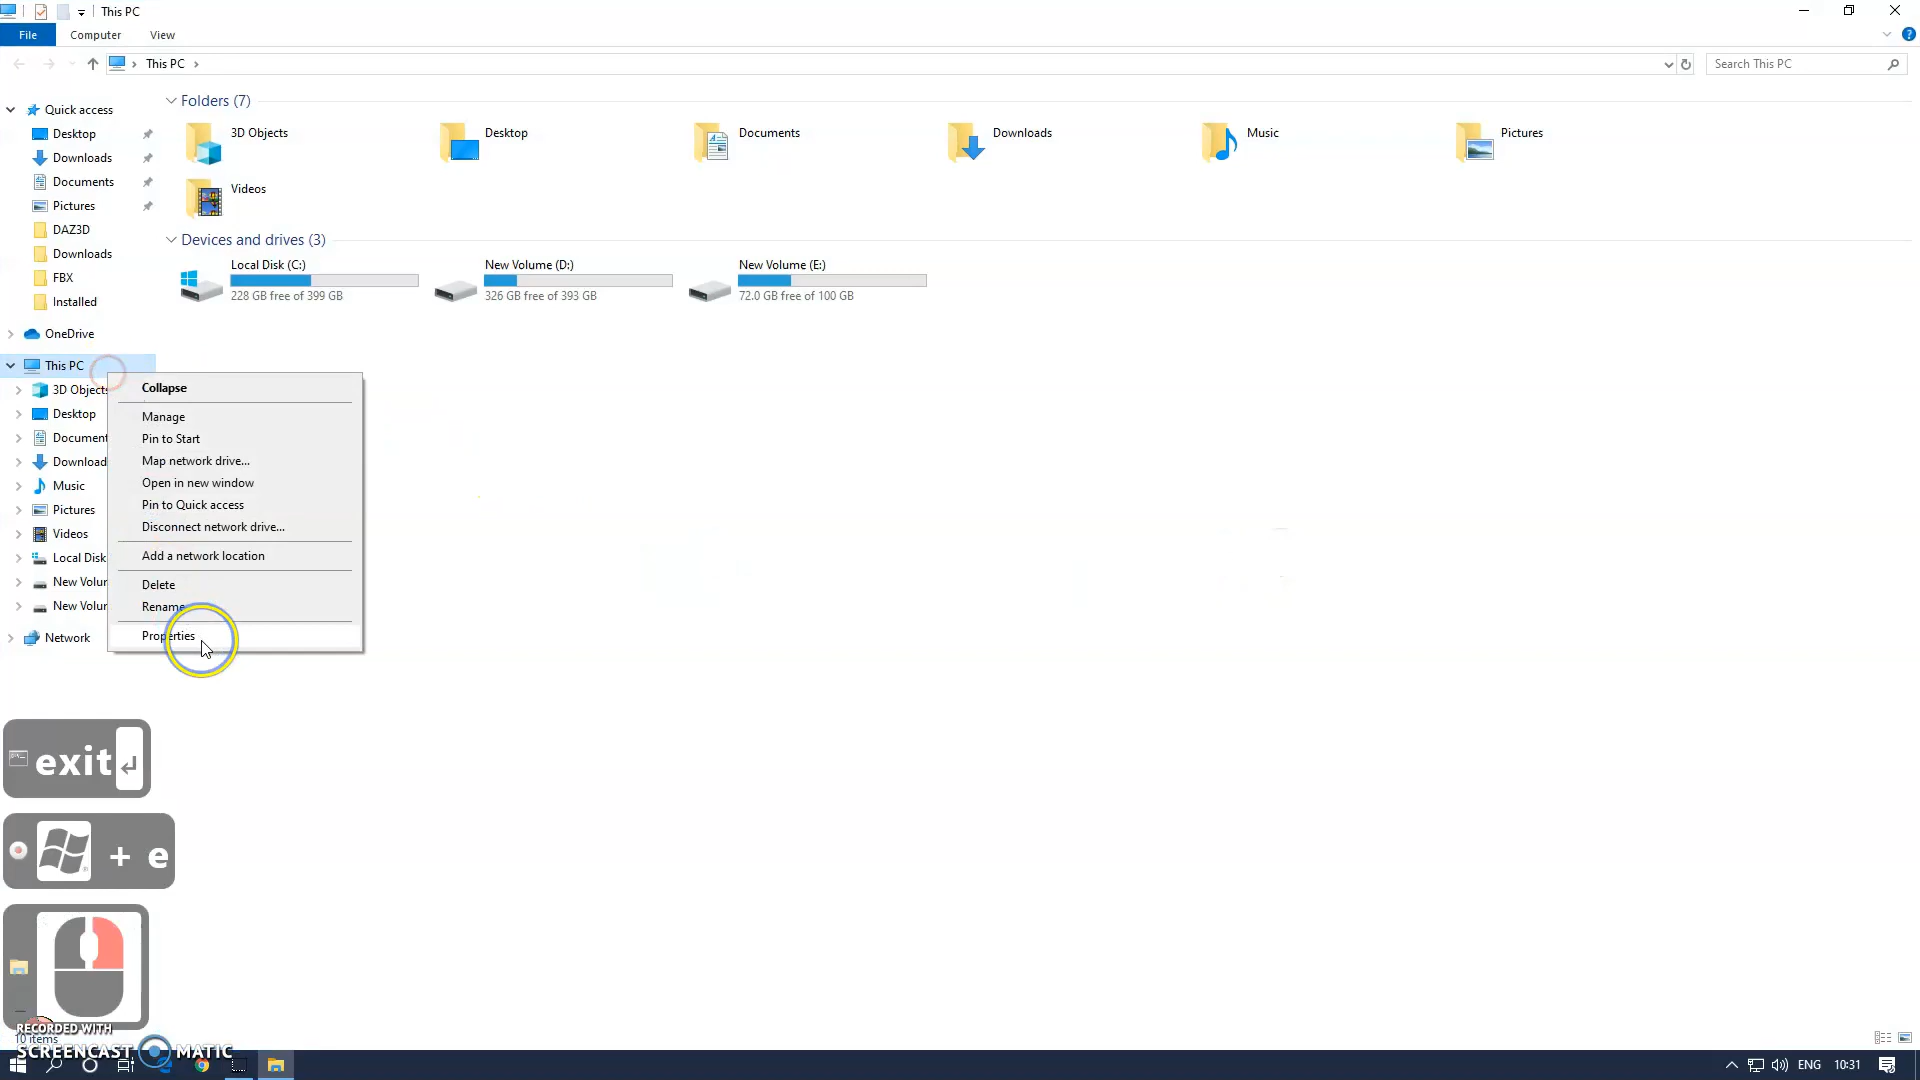 This PC
File
Computer
View
This PC
Search This PC
Quick access
Desktop
Downloads
Documents
Pictures
DAZ3D
Downloads
FBX
Installed
OneDrive
This PC
3D Objects
Desktop
Document
Download
Music
Pictures
Videos
Local Disk
New Volur
New Volur
Network
Folders (7)
3D Objects
Desktop
Documents
Downloads
Music
Pictures
Videos
Devices and drives (3)
Local Disk (C:)
228 GB free of 399 GB
New Volume (D:)
326 GB free of 393 GB
New Volume (E:)
72.0 GB free of 100 GB
Collapse
Manage
Pin to Start
Map network drive...
Open in new window
Pin to Quick access
Disconnect network drive...
Add a network location
Delete
Rename
Properties
exit
+ e
RECORDED WITH
10 items
SCREENCAST MATIC
ENG
10:31